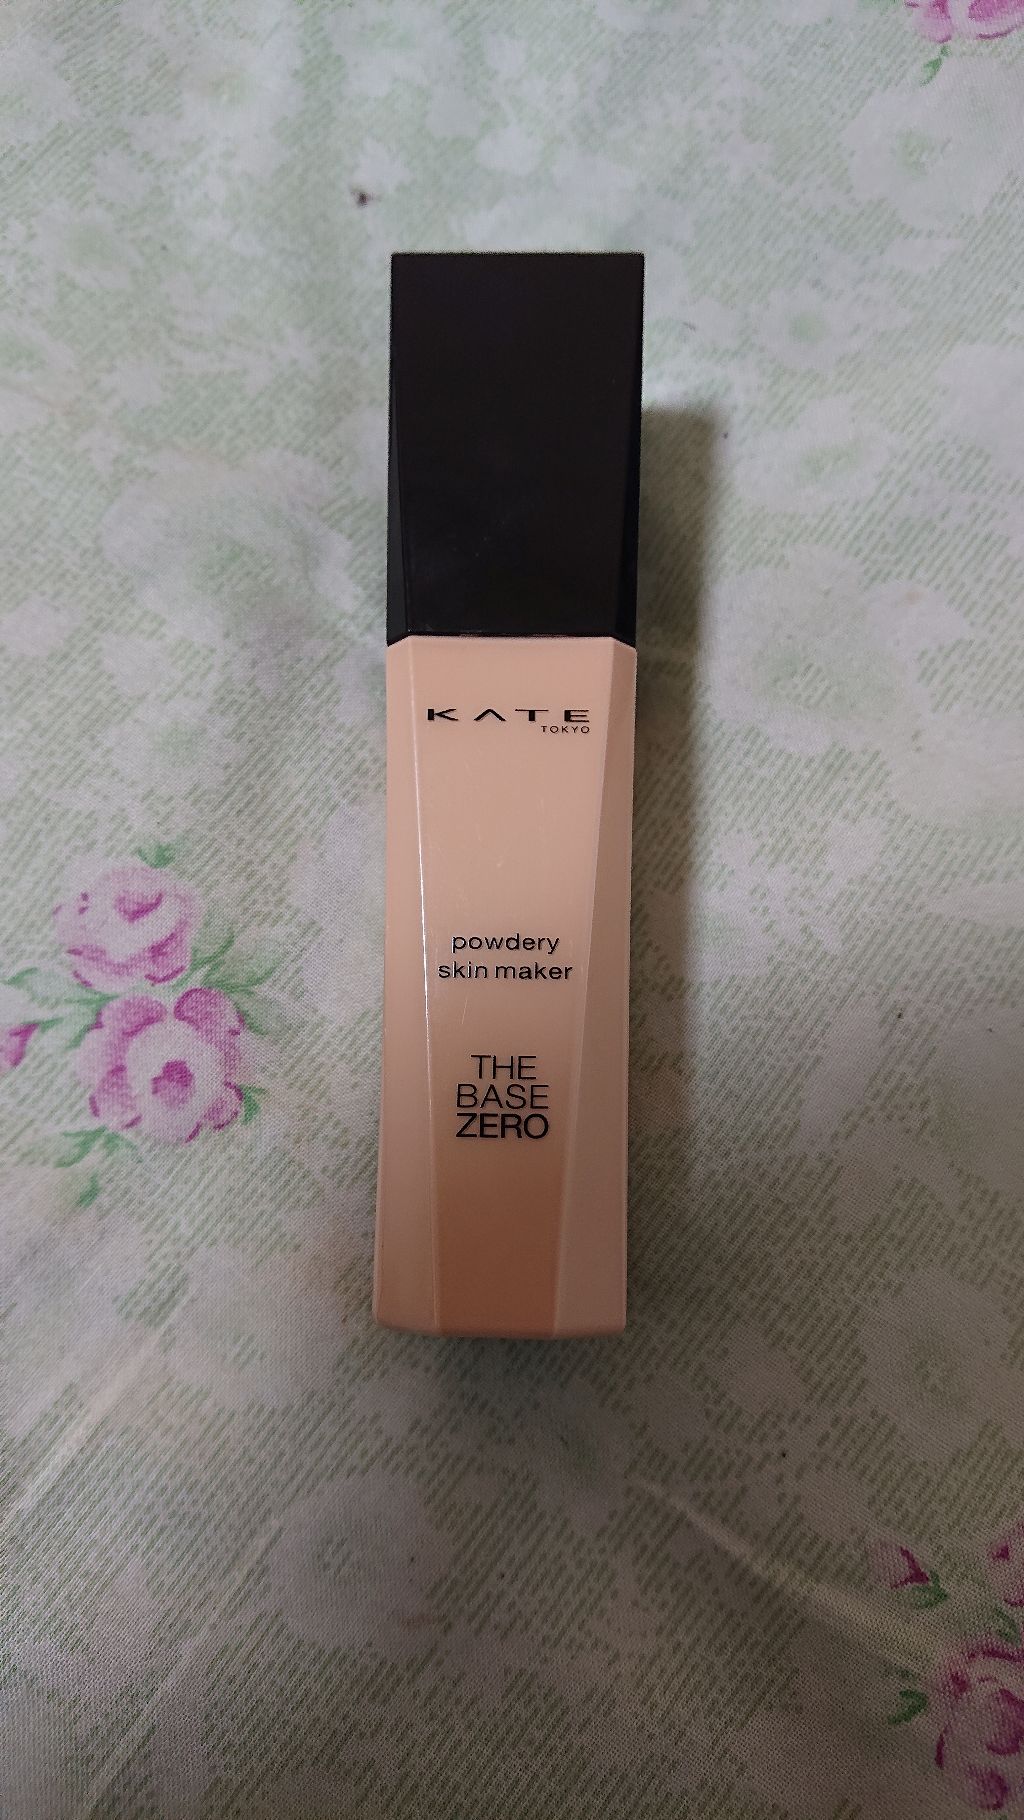 KATE
TOKYO
powdery
skin maker
THE
BASE
ZERO